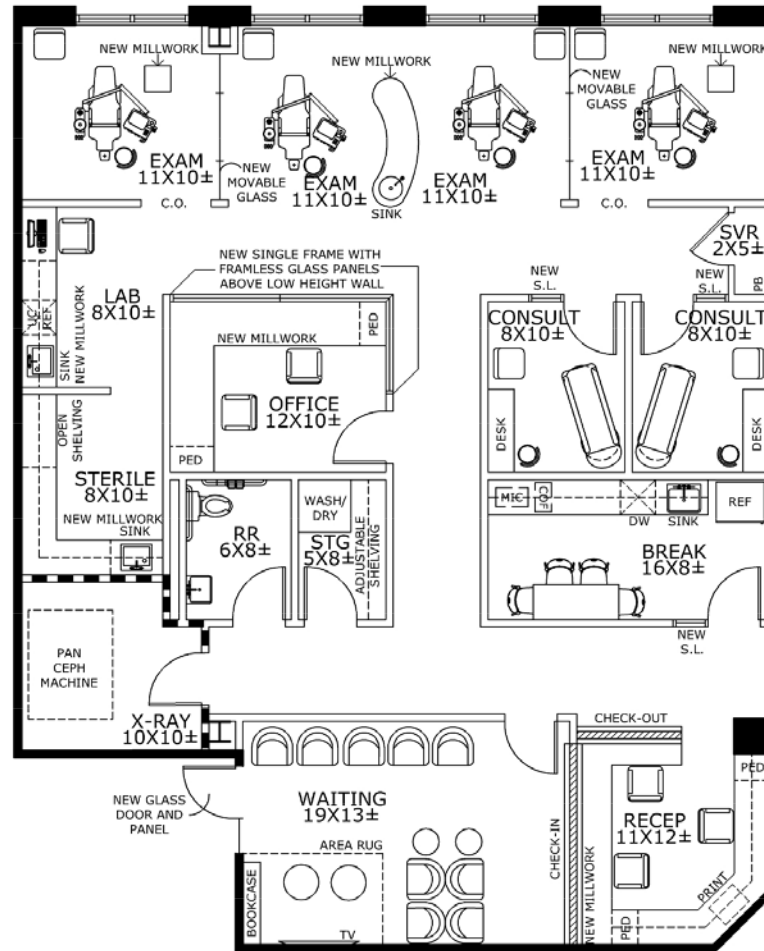 NEW MILLWORK
NEW MILLWORK
NEW MILLWORK
NEW
MOVABLE
GLASS
EXAM
11X10±
NEW
MOVABLE
GLASS
EXAM
11X10±
EXAM
11X10±
EXAM
11X10±
SINK
C.O.
C.O.
SVR
2X5±
PB
NEW SINGLE FRAME WITH
FRAMLESS GLASS PANELS
ABOVE LOW HEIGHT WALL
NEW
S.L.
NEW
S.L.
LAB
8X10±
UC
REF
SINK
NEW MILLWORK
NEW MILLWORK
PED
OFFICE
12X10±
PED
CONSULT
8X10±
CONSULT
8X10±
DESK
DESK
OPEN
SHELVING
STERILE
8X10±
NEW MILLWORK
SINK
RR
6X8±
WASH/
DRY
STG
5X8±
ADJUSTABLE
SHELVING
MIC
COF
DW
SINK
REF
BREAK
16X8±
NEW
S.L.
PAN
CEPH
MACHINE
X-RAY
10X10±
NEW GLASS
DOOR AND
PANEL
WAITING
19X13±
AREA RUG
BOOKCASE
TV
CHECK-OUT
CHECK-IN
NEW MILLWORK
RECEP
11X12±
PED
PRINT
PED